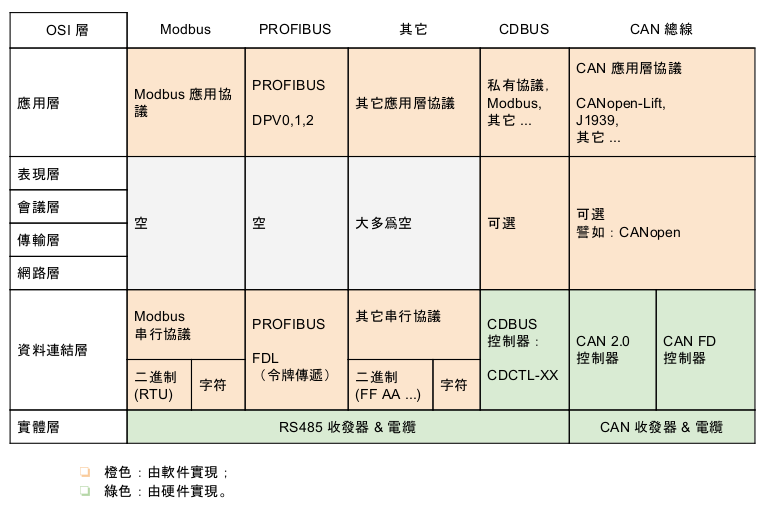 OSI 層
Modbus
PROFIBUS
其它
CDBUS
CAN 總線
應用層
Modbus 應用協
議
PROFIBUS
DPV0,1,2
其它應用層協議
私有協議,
Modbus,
其它 ...
CAN 應用層協議
CANopen-Lift,
J1939,
其它 ...
表現層
會議層
傳輸層
網路層
空
空
大多爲空
可選
可選
譬如：CANopen
資料連結層
Modbus
串行協議
二進制
(RTU)
字符
PROFIBUS
FDL
（令牌傳遞）
其它串行協議
二進制
(FF AA ...)
字符
CDBUS
控制器：
CDCTL-XX
CAN 2.0
控制器
CAN FD
控制器
實體層
RS485 收發器 & 電纜
CAN 收發器 & 電纜
橙色：由軟件實現；
綠色：由硬件實現。